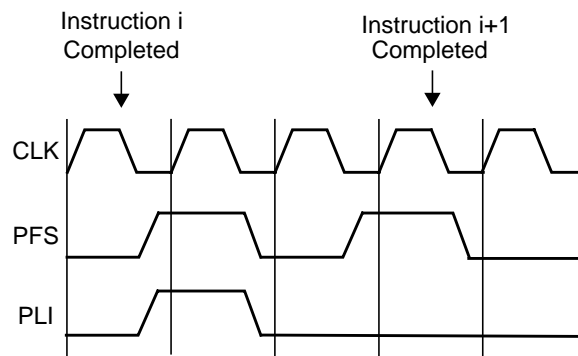 Instruction i
Completed
Instruction i+1
Completed
CLK
PFS
PLI